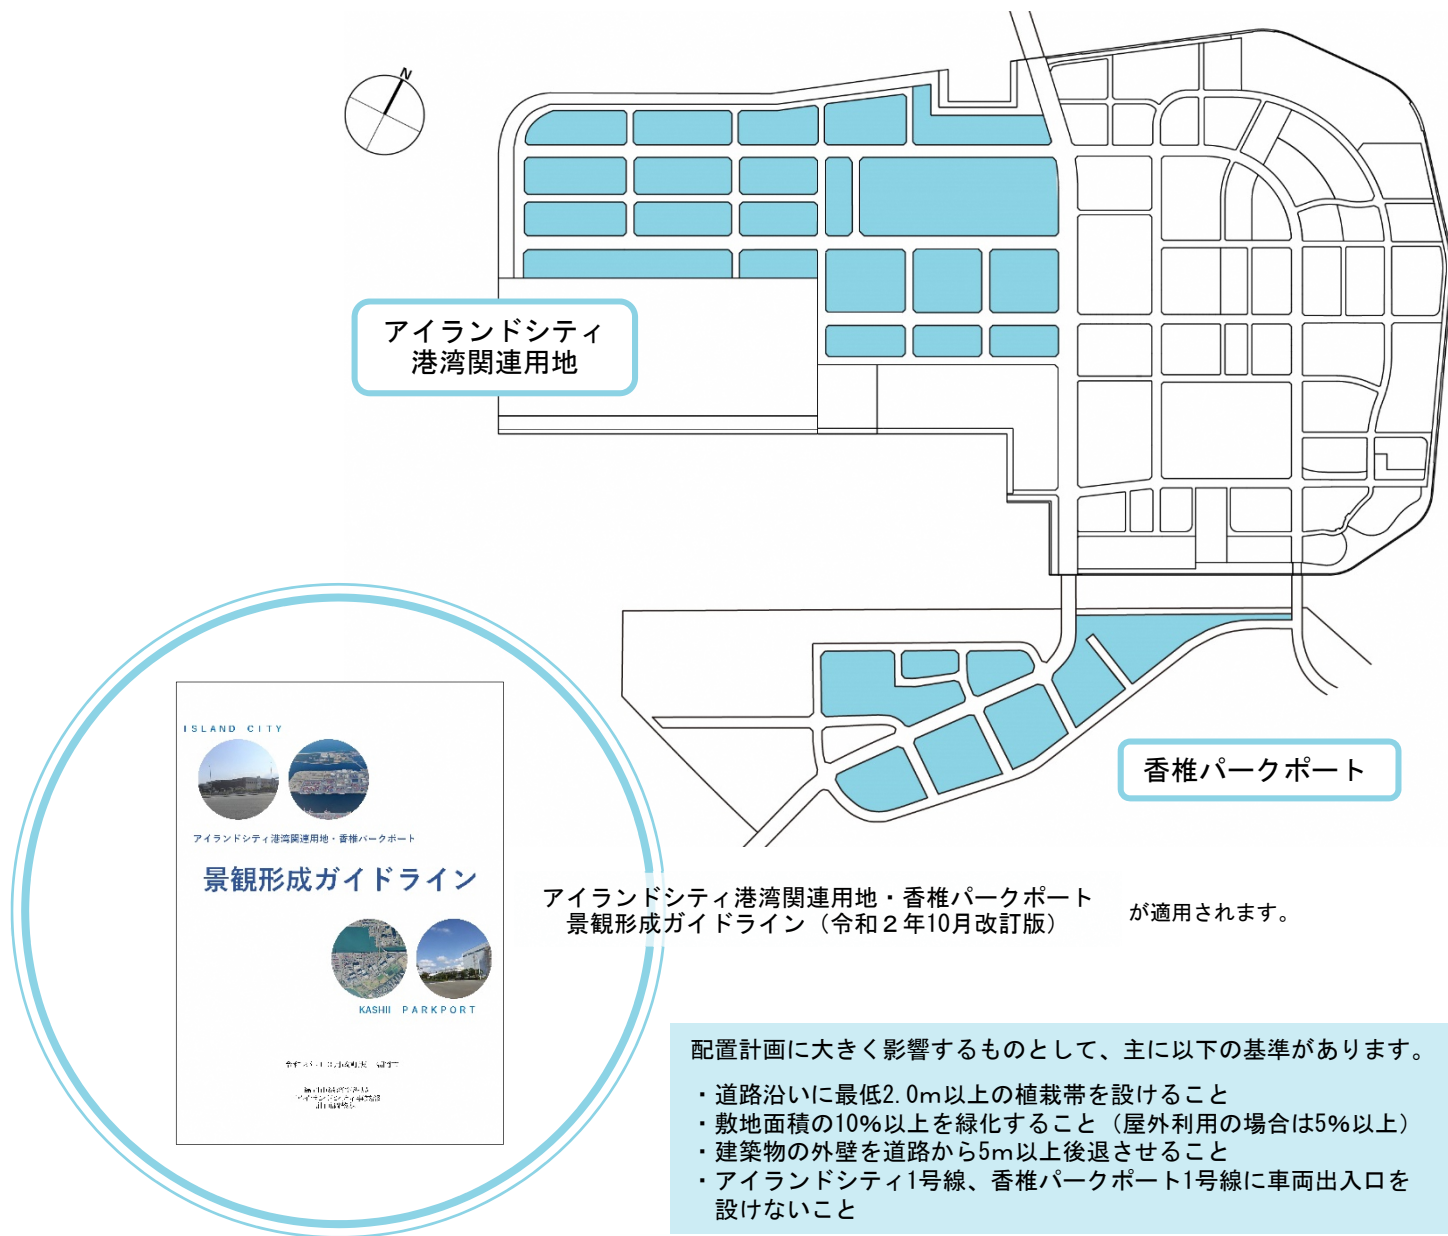 N
アイランドシティ
港湾関連用地
香椎パークポート
ISLAND CITY
アイランドシティ港湾関連用地・香椎パークポート
景観形成ガイドライン
KASHII PARKPORT
アイランドシティ港湾関連用地・香椎パークポート
景観形成ガイドライン（令和２年10月改訂版）
が適用されます。
配置計画に大きく影響するものとして、主に以下の基準があります。
・道路沿いに最低2.0m以上の植栽帯を設けること
・敷地面積の10%以上を緑化すること（屋外利用の場合は5%以上）
・建築物の外壁を道路から5m以上後退させること
・アイランドシティ1号線、香椎パークポート1号線に車両出入口を
設けないこと